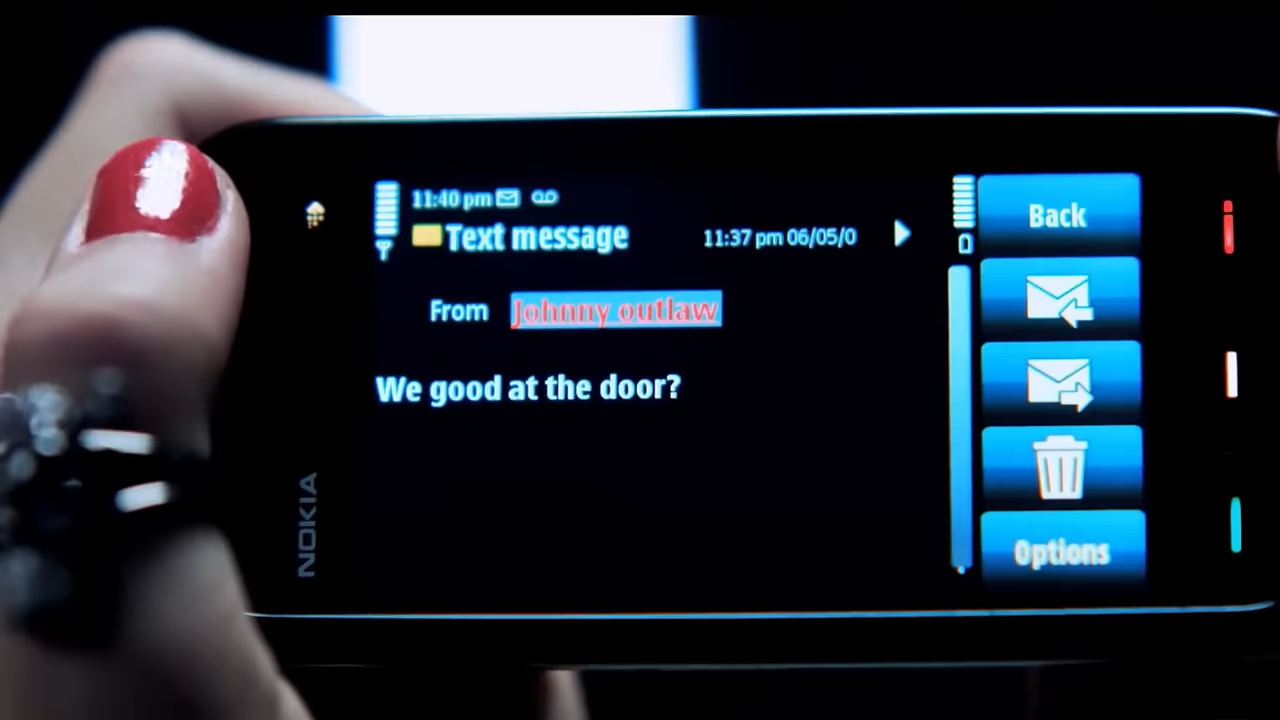 11:40 pm
Text message
11:37 pm 06/05/0
From Johnny outlaw
We good at the door?
Back
Options
NOKIA